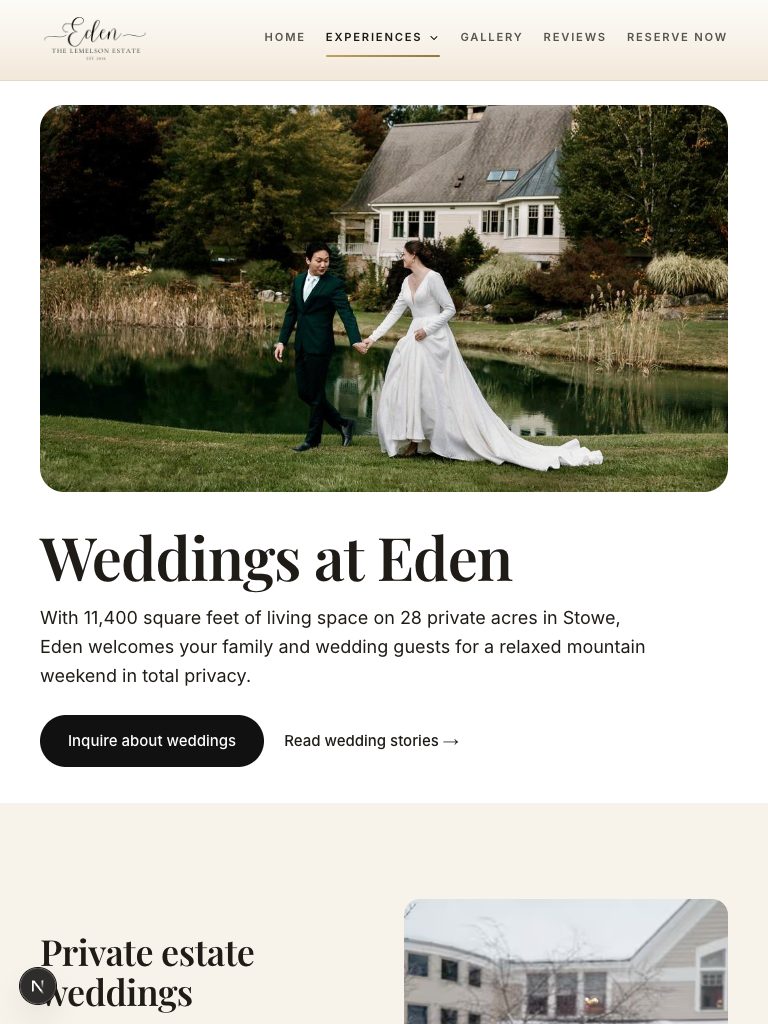 Eden
THE LEMELSON ESTATE
HOME EXPERIENCES GALLERY REVIEWS RESERVE NOW
Weddings at Eden
With 11,400 square feet of living space on 28 private acres in Stowe,
Eden welcomes your family and wedding guests for a relaxed mountain
weekend in total privacy.
Inquire about weddings Read wedding stories →
Private estate
weddings
N